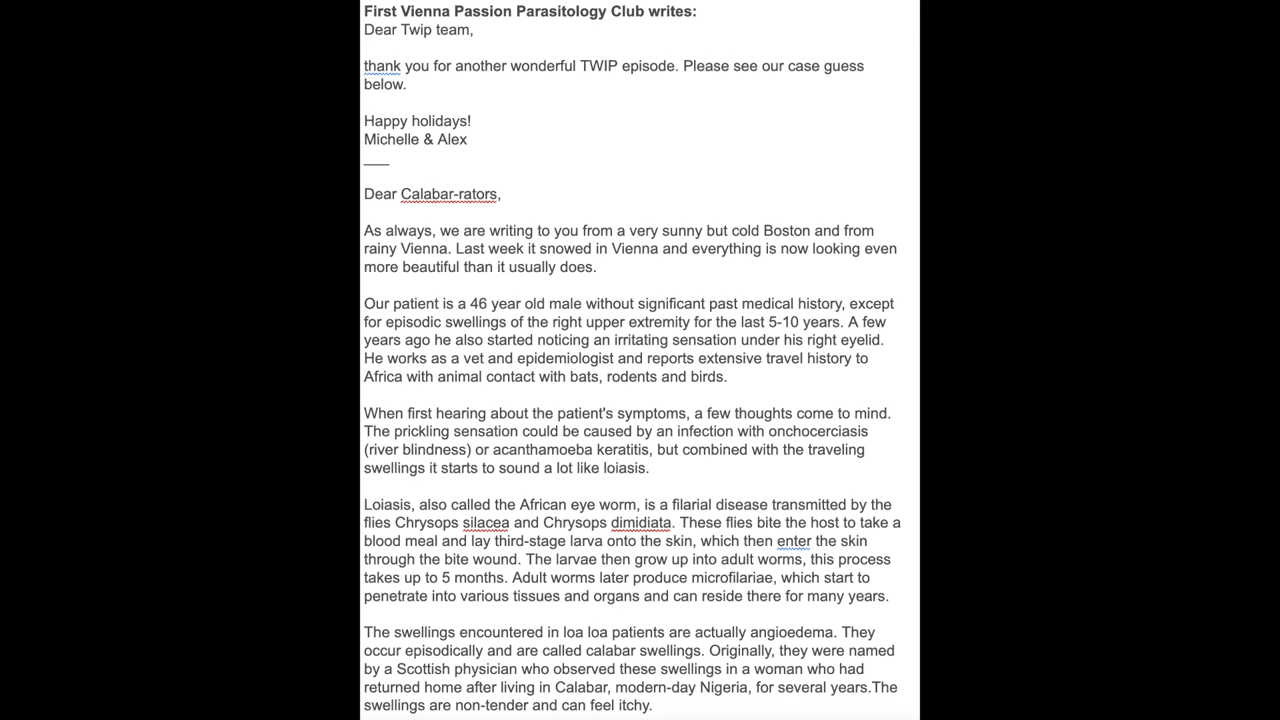 First Vienna Passion Parasitology Club writes:
Dear Twip team,
thank you for another wonderful TWIP episode. Please see our case guess
below.
Happy holidays!
Michelle & Alex
___
Dear Calabar-rators,
As always, we are writing to you from a very sunny but cold Boston and from
rainy Vienna. Last week it snowed in Vienna and everything is now looking even
more beautiful than it usually does.
Our patient is a 46 year old male without significant past medical history, except
for episodic swellings of the right upper extremity for the last 5-10 years. A few
years ago he also started noticing an irritating sensation under his right eyelid.
He works as a vet and epidemiologist and reports extensive travel history to
Africa with animal contact with bats, rodents and birds.
When first hearing about the patient's symptoms, a few thoughts come to mind.
The prickling sensation could be caused by an infection with onchocerciasis
(river blindness) or acanthamoeba keratitis, but combined with the traveling
swellings it starts to sound a lot like loiasis.
Loiasis, also called the African eye worm, is a filarial disease transmitted by the
flies Chrysops silacea and Chrysops dimidiata. These flies bite the host to take a
blood meal and lay third-stage larva onto the skin, which then enter the skin
through the bite wound. The larvae then grow up into adult worms, this process
takes up to 5 months. Adult worms later produce microfilariae, which start to
penetrate into various tissues and organs and can reside there for many years.
The swellings encountered in loa loa patients are actually angioedema. They
occur episodically and are called calabar swellings. Originally, they were named
by a Scottish physician who observed these swellings in a woman who had
returned home after living in Calabar, modern-day Nigeria, for several years.The
swellings are non-tender and can feel itchy.